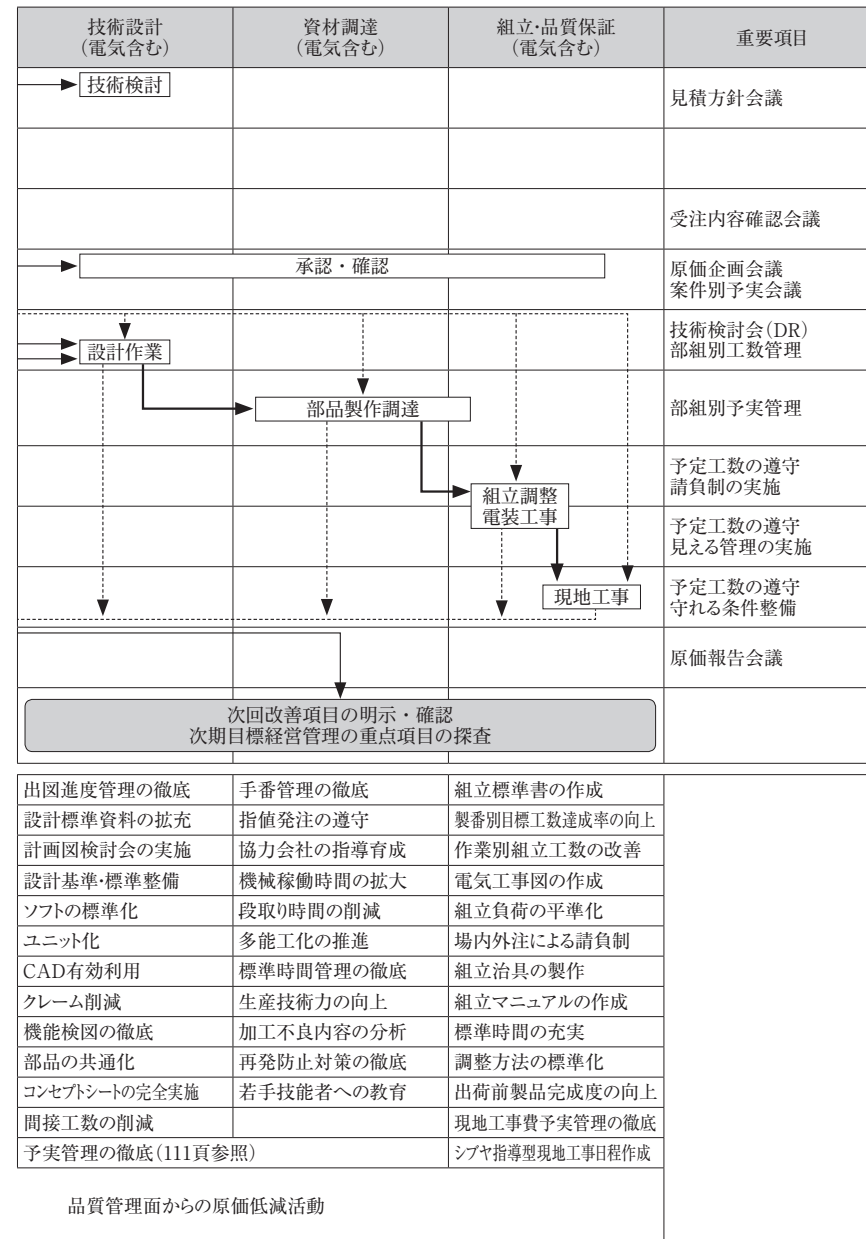 技術設計
(電気含む)
資材調達
(電気含む)
組立・品質保証
(電気含む)
重要項目
技術検討
見積方針会議
受注内容確認会議
承認・確認
原価企画会議
案件別予実会議
設計作業
技術検討会(DR)
部組別工数管理
部品製作調達
部組別予実管理
組立調整
電装工事
予定工数の遵守
請負制の実施
予定工数の遵守
見える管理の実施
現地工事
予定工数の遵守
守れる条件整備
原価報告会議
次回改善項目の明示・確認
次期目標経営管理の重点項目の探査
出図進度管理の徹底
手番管理の徹底
組立標準書の作成
設計標準資料の拡充
指値発注の遵守
製番別目標工数達成率の向上
計画図検討会の実施
協力会社の指導育成
作業別組立工数の改善
設計基準・標準整備
機械稼働時間の拡大
電気工事図の作成
ソフトの標準化
段取り時間の削減
組立負荷の平準化
ユニット化
多能工化の推進
場内外注による請負制
CAD有効利用
標準時間管理の徹底
組立治具の製作
クレーム削減
生産技術力の向上
組立マニュアルの作成
機能検図の徹底
加工不良内容の分析
標準時間の充実
部品の共通化
再発防止対策の徹底
調整方法の標準化
コンセプトシートの完全実施
若手技能者への教育
出荷前製品完成度の向上
間接工数の削減
現地工事費予実管理の徹底
予実管理の徹底(111頁参照)
シブヤ指導型現地工事日程作成
品質管理面からの原価低減活動